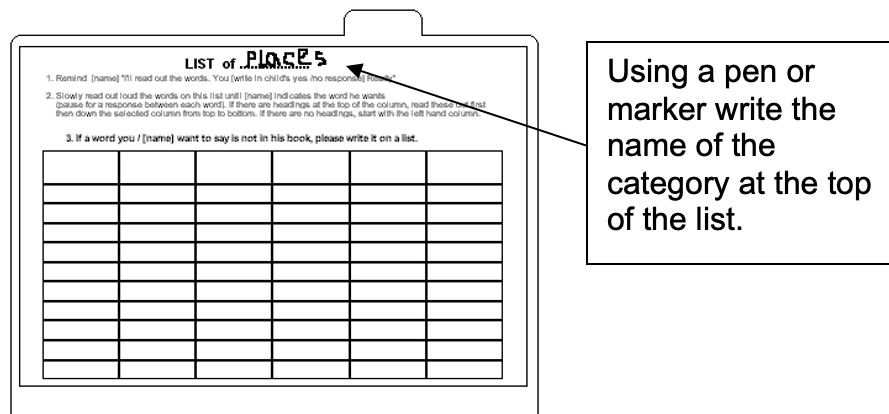 LIST of ..Places..
1. Remind [name] "I'll read out the words. You [write in child's yes /no response] Ready"
2. Slowly read out loud the words on this list until [name] indicates the word he wants
(pause for a response between each word). If there are headings at the top of the column, read these out first
then down the selected column from top to bottom. If there are no headings, start with the left hand column.
3. If a word you / [name] want to say is not in his book, please write it on a list.
Using a pen or
marker write the
name of the
category at the top
of the list.